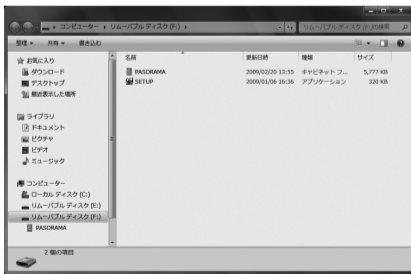 コンピューター ▸ リムーバブル ディスク (F:) ▸
リムーバブル ディスク (F:)の検索
整理 ▼ 共有 ▼ 書き込む
お気に入り
ダウンロード
デスクトップ
最近表示した場所
ライブラリ
ドキュメント
ピクチャ
ビデオ
ミュージック
コンピューター
ローカル ディスク (C:)
リムーバブル ディスク (E:)
リムーバブル ディスク (F:)
PASORAMA
名前 更新日時 種類 サイズ
PASORAMA 2009/02/20 13:55 キャビネット フ... 5,777 KB
SETUP 2009/01/06 16:36 アプリケーション 320 KB
2 個の項目